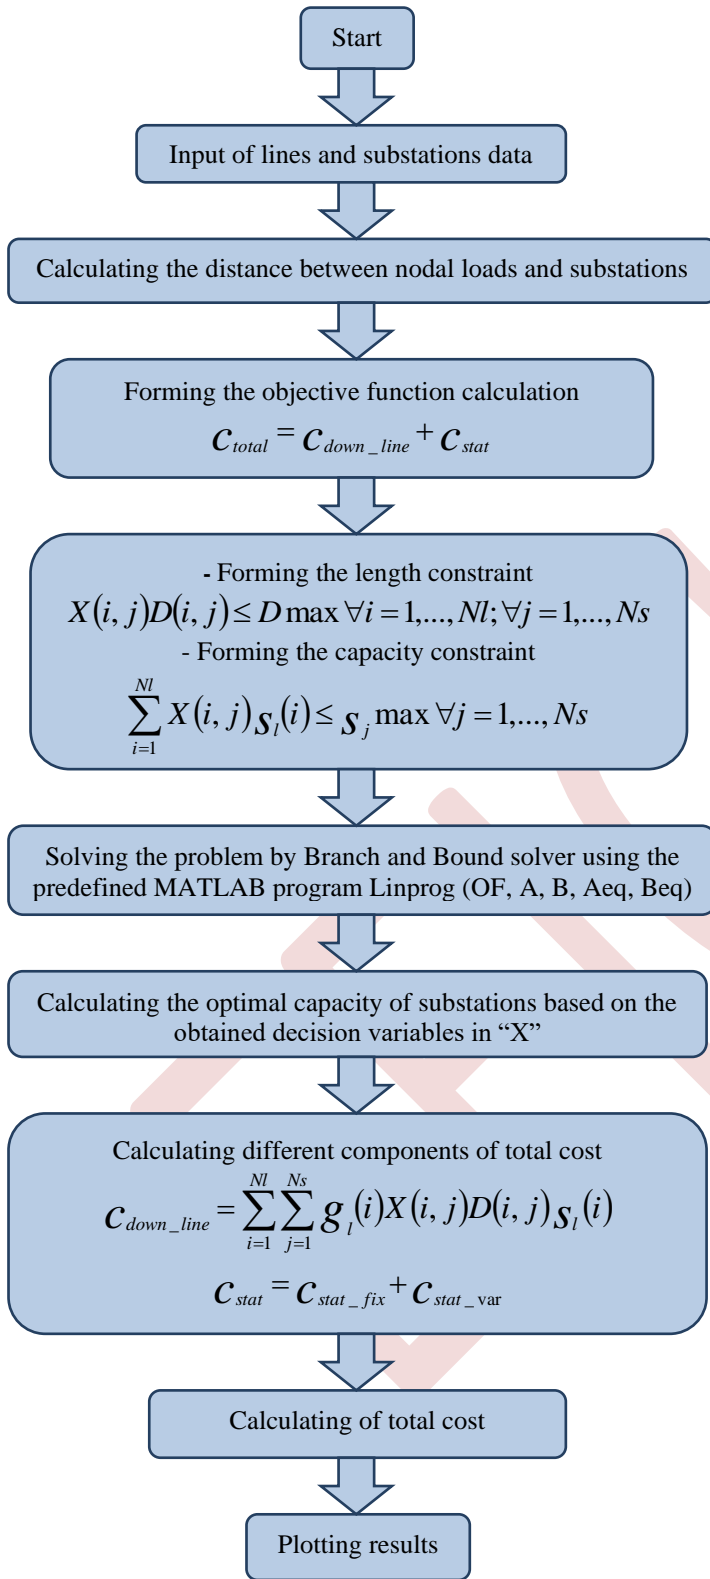 Start
Input of lines and substations data
Calculating the distance between nodal loads and substations
Forming the objective function calculation
C_total = C_down_line + C_stat
- Forming the length constraint
X(i, j)D(i, j) ≤ D max ∀i = 1,..., Nl; ∀j = 1,..., Ns
- Forming the capacity constraint
∑_{i=1}^{Nl} X(i, j) S_l(i) ≤ S_j max ∀j = 1,..., Ns
Solving the problem by Branch and Bound solver using the
predefined MATLAB program Linprog (OF, A, B, Aeq, Beq)
Calculating the optimal capacity of substations based on the
obtained decision variables in “X”
Calculating different components of total cost
C_down_line = ∑_{i=1}^{Nl} ∑_{j=1}^{Ns} g_l(i) X(i, j)D(i, j) S_l(i)
C_stat = C_stat_fix + C_stat_var
Calculating of total cost
Plotting results